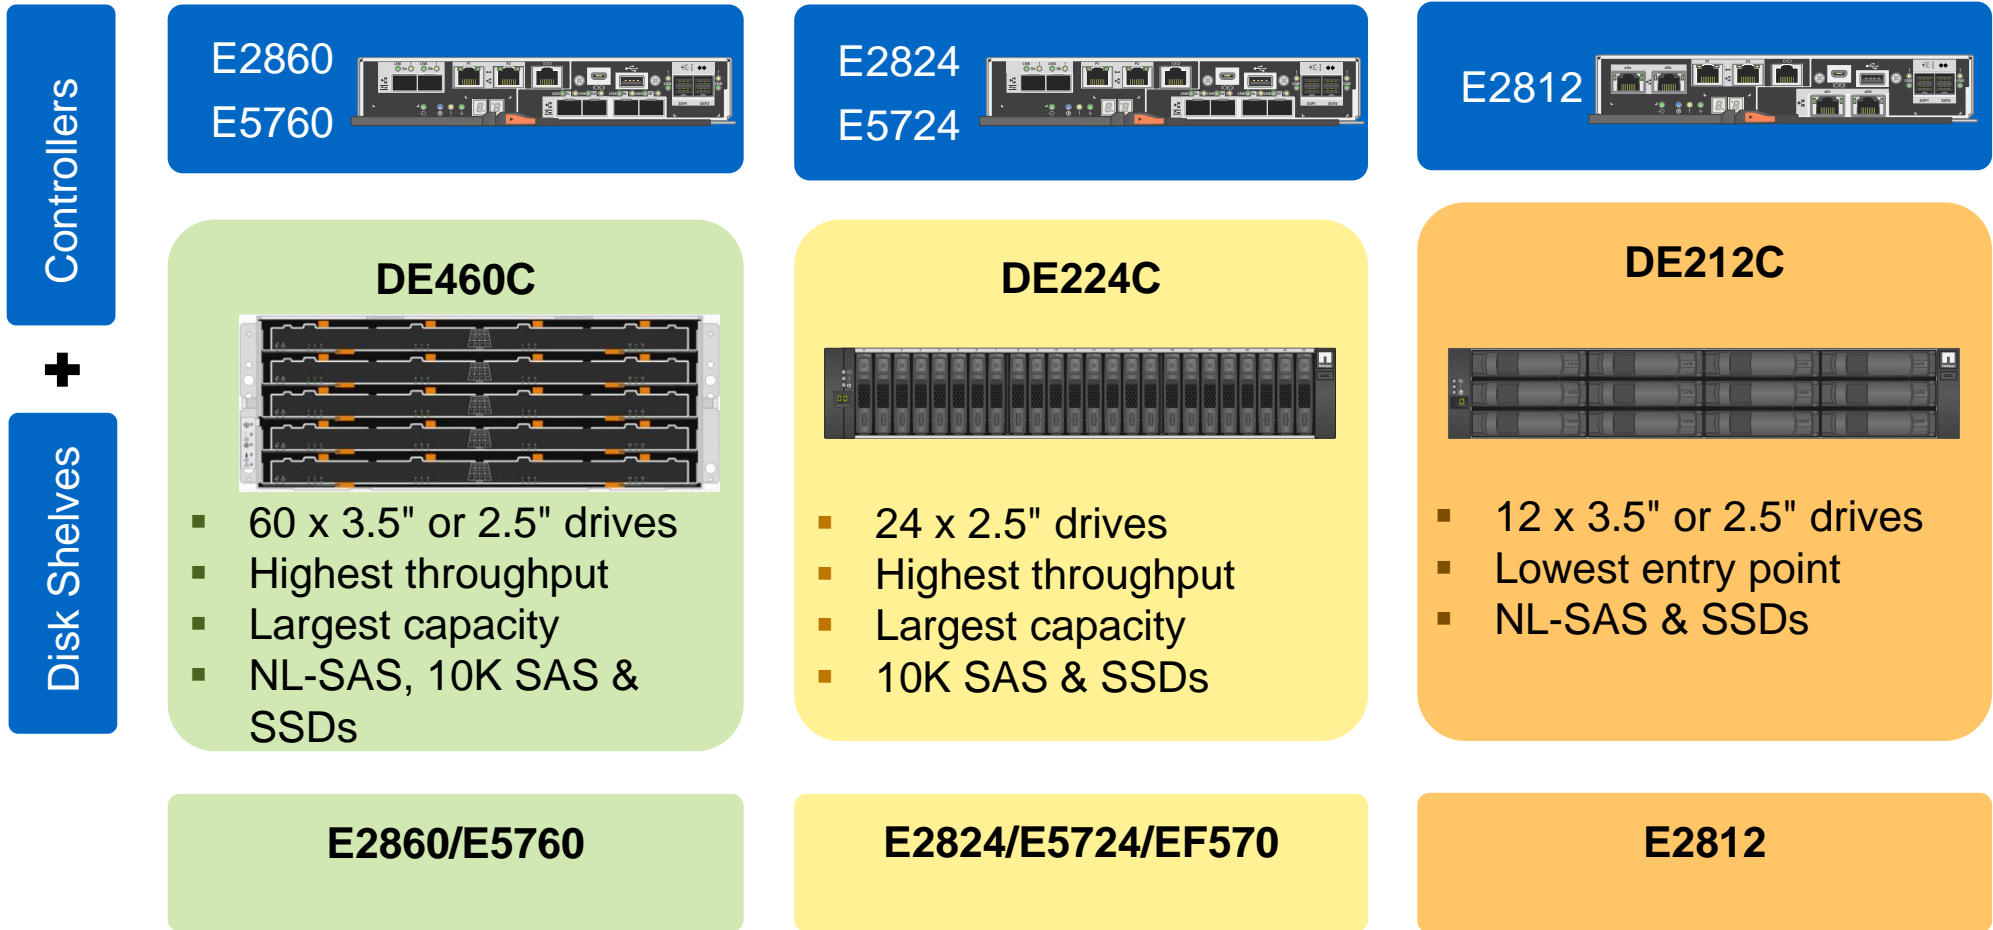 Controllers
+
Disk Shelves
E2860
E5760
E2824
E5724
E2812
DE460C
60 x 3.5" or 2.5" drives
Highest throughput
Largest capacity
NL-SAS, 10K SAS &
SSDs
DE224C
24 x 2.5" drives
Highest throughput
Largest capacity
10K SAS & SSDs
DE212C
12 x 3.5" or 2.5" drives
Lowest entry point
NL-SAS & SSDs
E2860/E5760
E2824/E5724/EF570
E2812